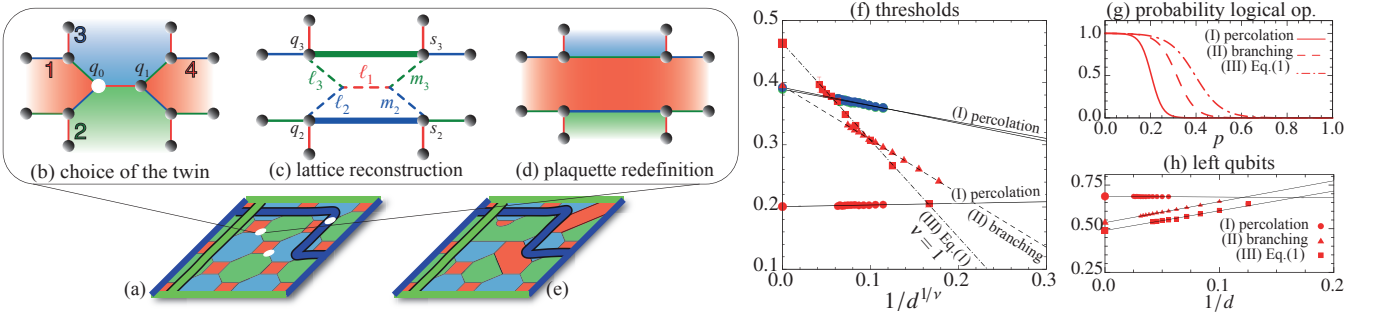 3
1
q0
q1
4
2
(b) choice of the twin
q3
s3
ℓ3
ℓ1
m3
ℓ2
m2
q2
s2
(c) lattice reconstruction
(d) plaquette redefinition
(a)
(e)
(f) thresholds
0.5
0.4
0.3
0.2
0.1
(I) percolation
(I) percolation
(II) branching
(III) Eq.(1)
ν = 1
0.0
0.1
0.2
0.3
1/d^{1/ν}
(g) probability logical op.
(I) percolation
(II) branching
(III) Eq.(1)
1.0
0.5
0.0
0.0
0.2
0.4
0.6
0.8
1.0
p
(h) left qubits
0.75
0.50
0.25
(I) percolation
(II) branching
(III) Eq.(1)
0.0
0.1
0.2
1/d